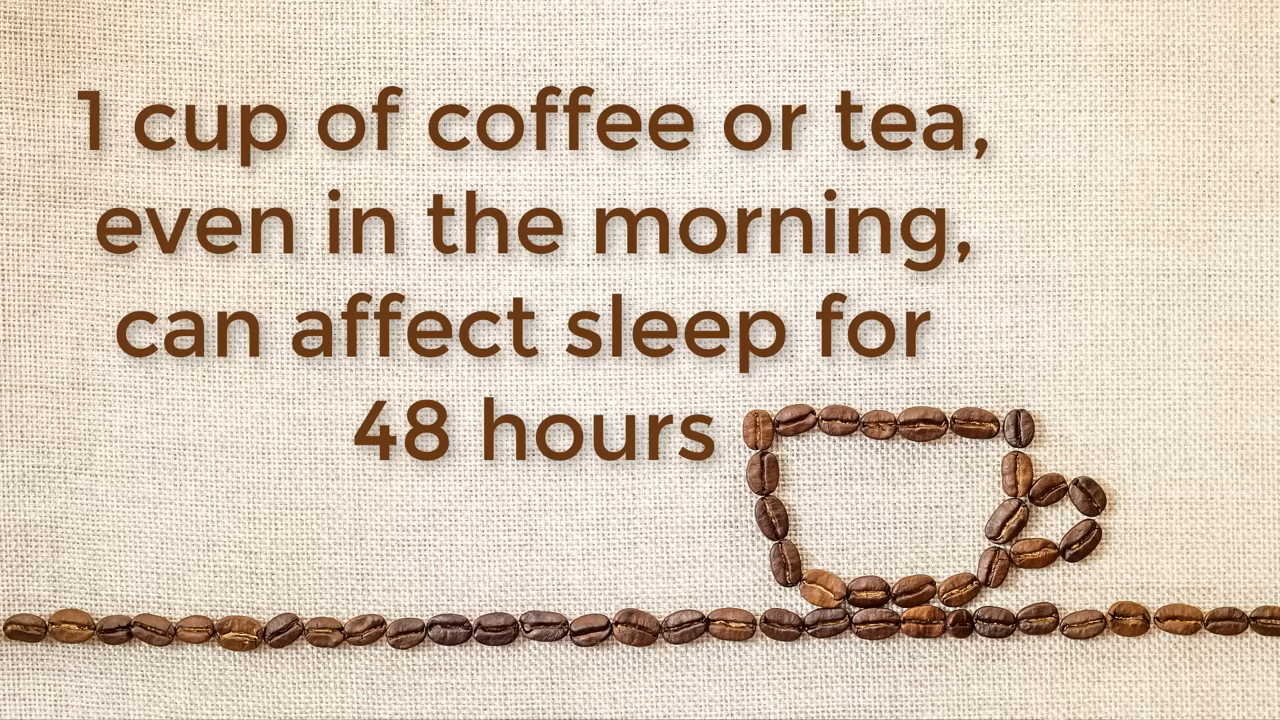 1 cup of coffee or tea,
even in the morning,
can affect sleep for
48 hours